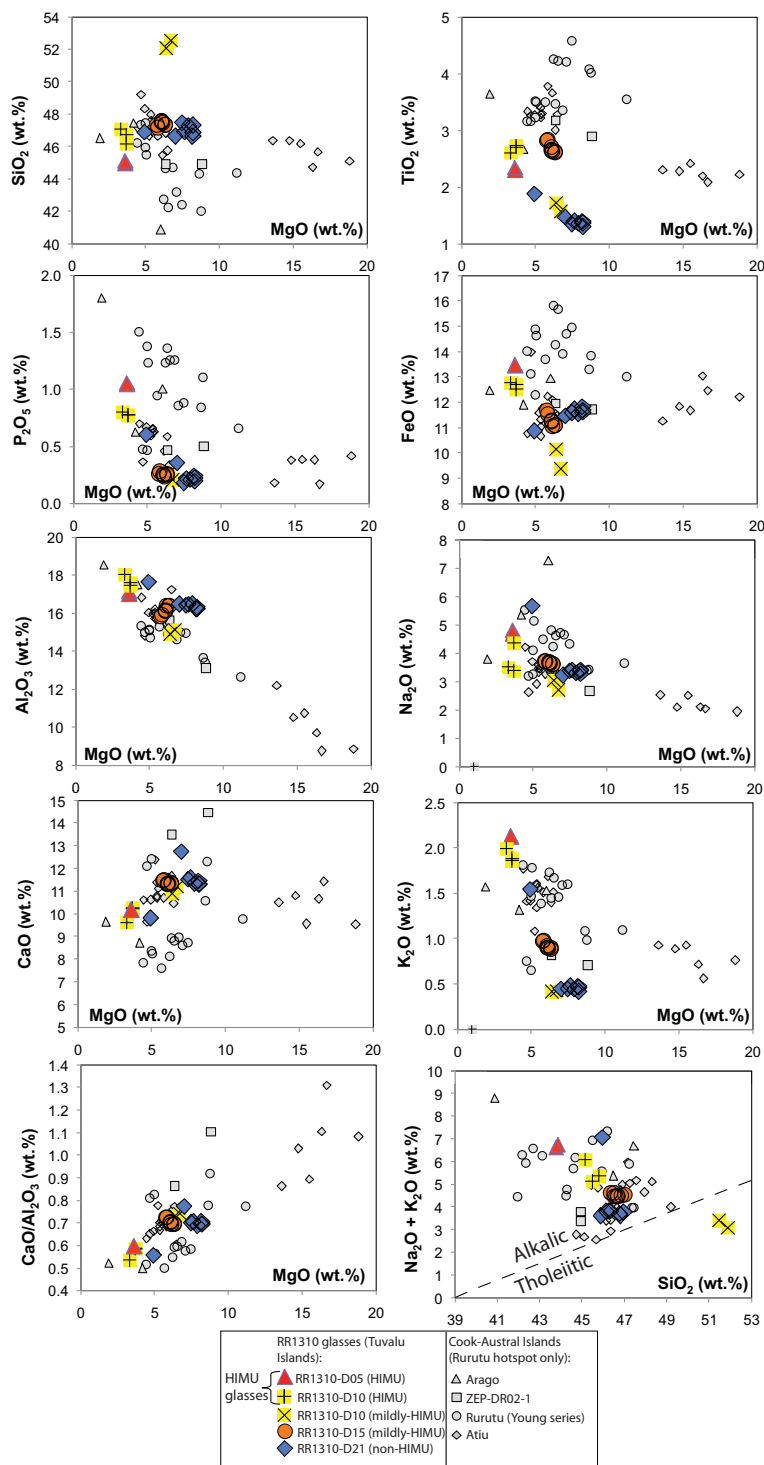 54
52
50
48
46
44
42
40
SiO2 (wt.%)
MgO (wt.%)
0 5 10 15 20
5
4
3
2
1
TiO2 (wt.%)
MgO (wt.%)
0 5 10 15 20
2.0
1.5
1.0
0.5
0.0
P2O5 (wt.%)
MgO (wt.%)
0 5 10 15 20
17
16
15
14
13
12
11
10
9
8
FeO (wt.%)
MgO (wt.%)
0 5 10 15 20
20
18
16
14
12
10
8
Al2O3 (wt.%)
MgO (wt.%)
0 5 10 15 20
8
7
6
5
4
3
2
1
0
Na2O (wt.%)
MgO (wt.%)
0 5 10 15 20
15
14
13
12
11
10
9
8
7
6
5
CaO (wt.%)
MgO (wt.%)
0 5 10 15 20
2.5
2.0
1.5
1.0
0.5
0.0
K2O (wt.%)
MgO (wt.%)
0 5 10 15 20
1.4
1.3
1.2
1.1
1.0
0.9
0.8
0.7
0.6
0.5
0.4
CaO/Al2O3 (wt.%)
MgO (wt.%)
0 5 10 15 20
10
9
8
7
6
5
4
3
2
1
0
Na2O + K2O (wt.%)
Alkalic
Tholeiitic
SiO2 (wt.%)
39 41 43 45 47 49 51 53
RR1310 glasses (Tuvalu
Islands):
HIMU
glasses
RR1310-D05 (HIMU)
RR1310-D10 (HIMU)
RR1310-D10 (mildly-HIMU)
RR1310-D15 (mildly-HIMU)
RR1310-D21 (non-HIMU)
Cook-Austral Islands
(Rurutu hotspot only):
Arago
ZEP-DR02-1
Rurutu (Young series)
Atiu